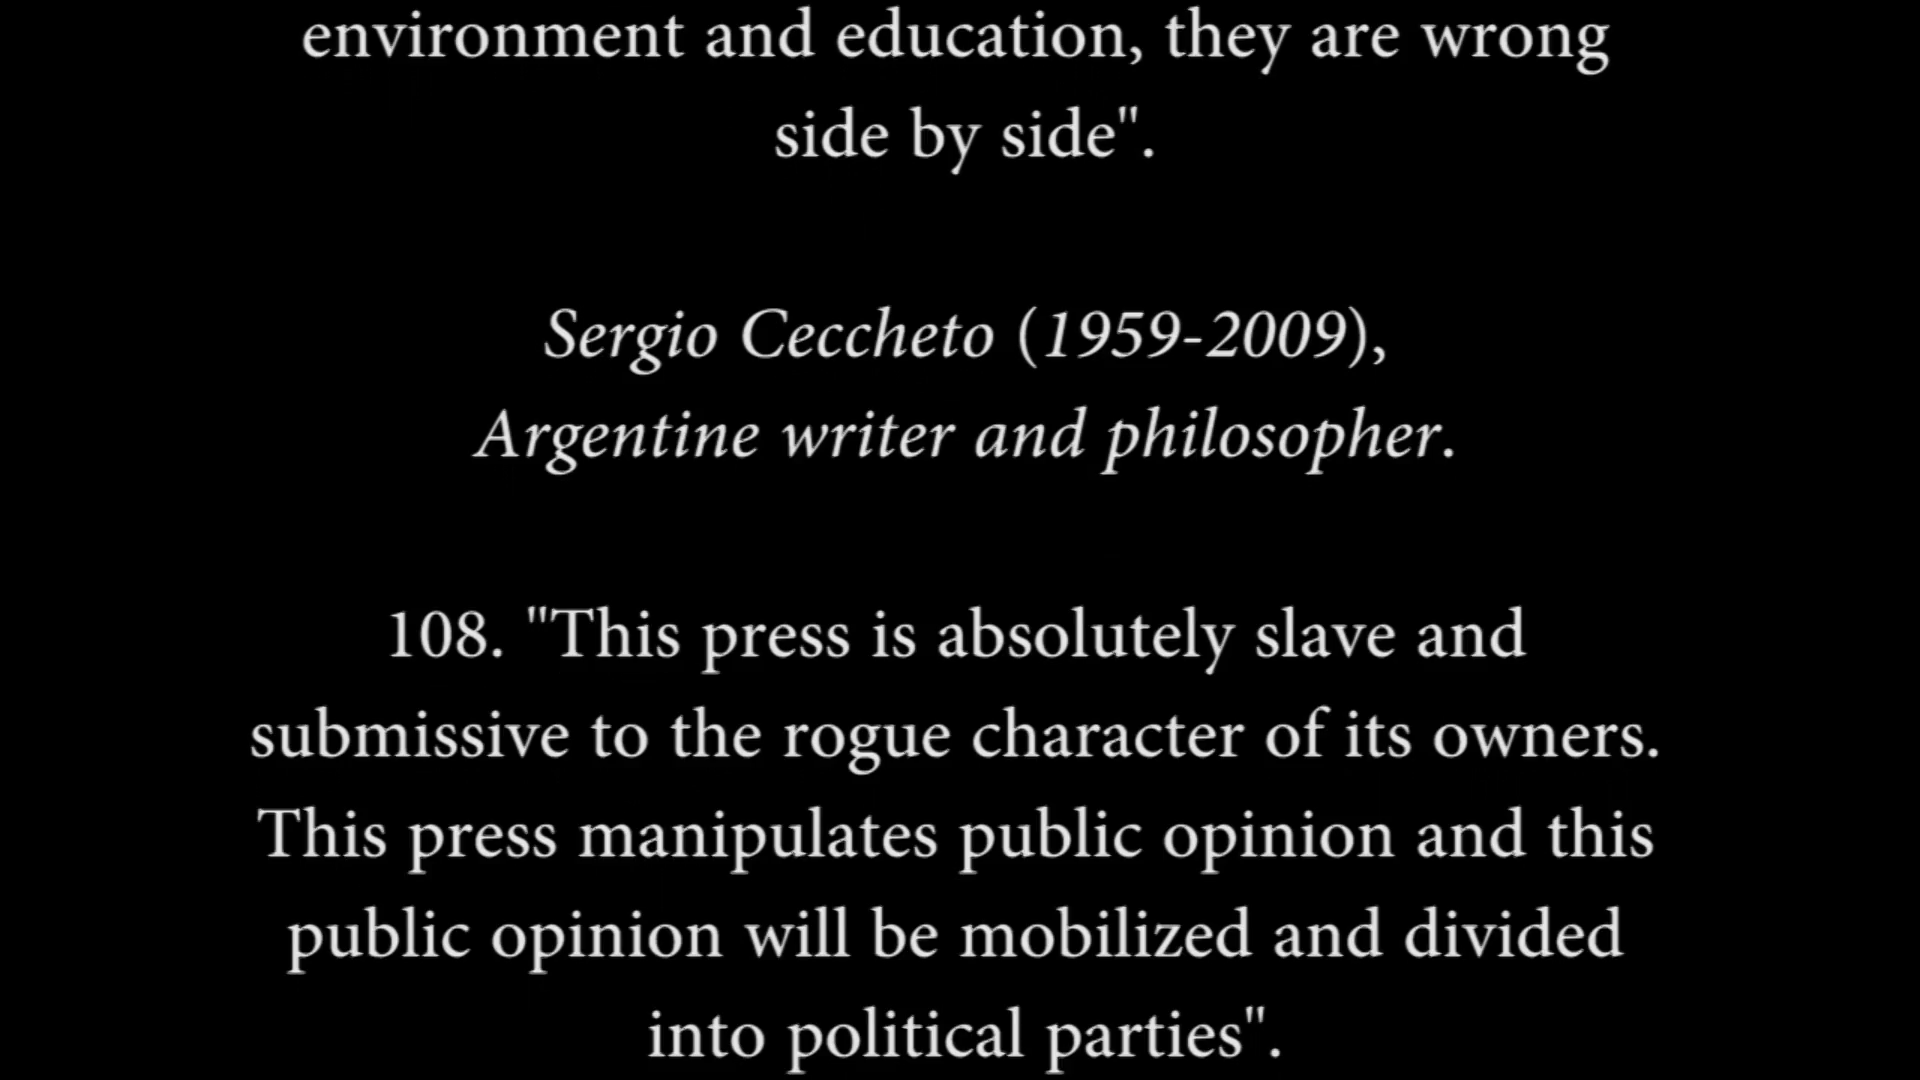 environment and education, they are wrong
side by side".
Sergio Ceccheto (1959-2009),
Argentine writer and philosopher.
108. "This press is absolutely slave and
submissive to the rogue character of its owners.
This press manipulates public opinion and this
public opinion will be mobilized and divided
into political parties".